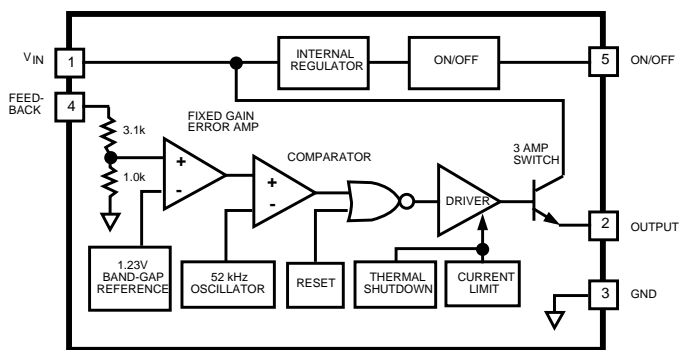 V IN
1
INTERNAL
REGULATOR
ON/OFF
5
ON/OFF
FEED-
BACK
4
3.1k
1.0k
FIXED GAIN
ERROR AMP
+
-
COMPARATOR
+
-
DRIVER
3 AMP
SWITCH
2
OUTPUT
1.23V
BAND-GAP
REFERENCE
52 kHz
OSCILLATOR
RESET
THERMAL
SHUTDOWN
CURRENT
LIMIT
3
GND